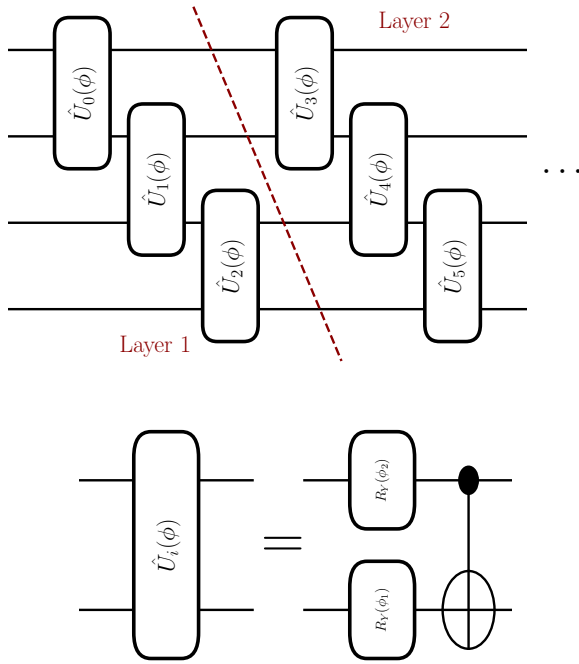 Layer 2
Û₀(ϕ)
Û₁(ϕ)
Û₂(ϕ)
Û₃(ϕ)
Û₄(ϕ)
Û₅(ϕ)
...
Layer 1
Ûᵢ(ϕ)
=
R_Y(ϕ₂)
R_Y(ϕ₁)